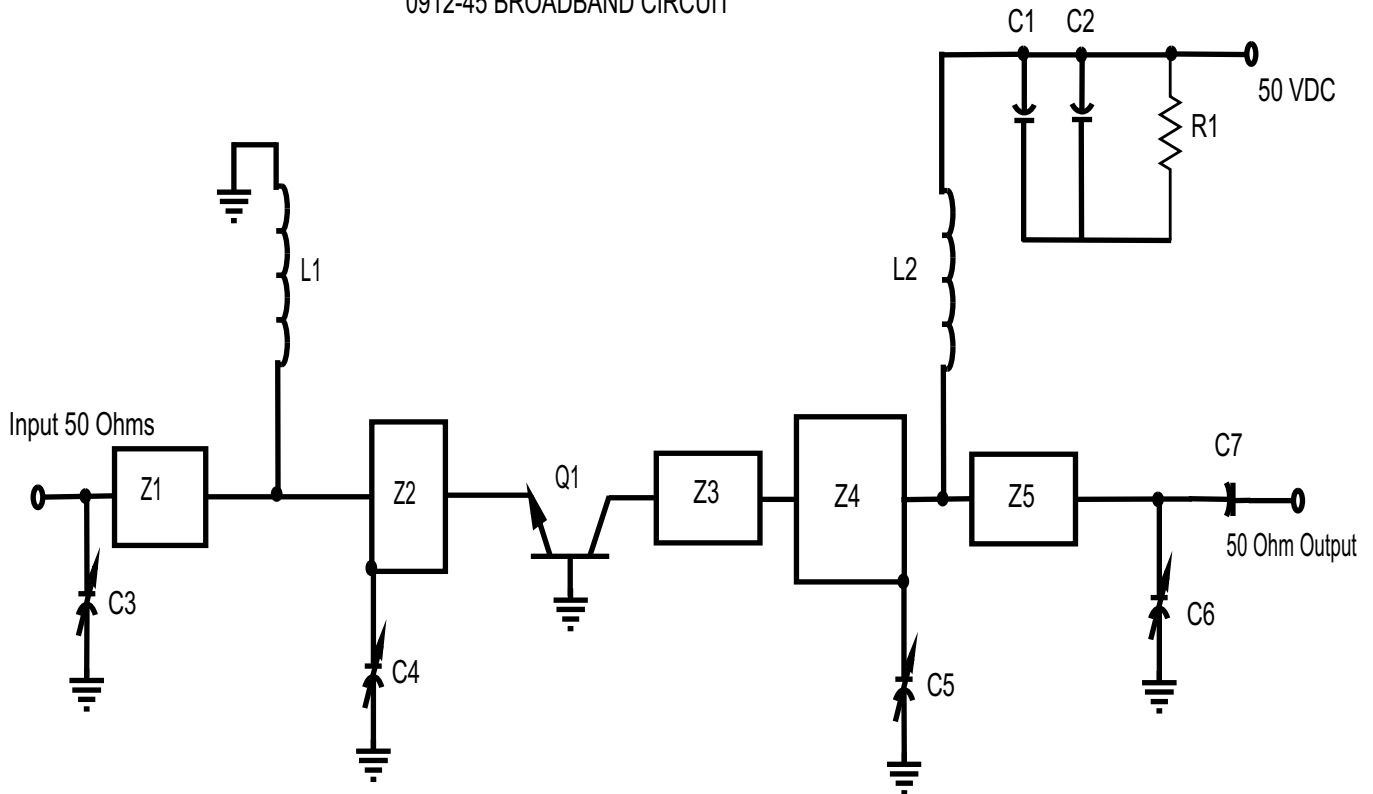 0912-45 BROADBAND CIRCUIT
C1
C2
50 VDC
R1
L1
L2
Input 50 Ohms
Z1
Z2
Q1
Z3
Z4
Z5
C7
50 Ohm Output
C3
C4
C5
C6